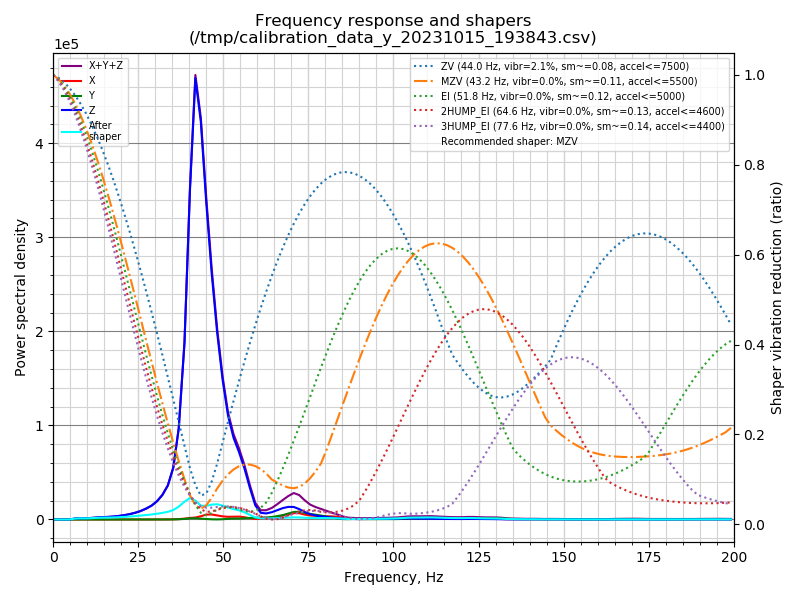 Frequency response and shapers
(/tmp/calibration_data_y_20231015_193843.csv)
1e5
X+Y+Z
X
Y
Z
After
shaper
ZV (44.0 Hz, vibr=2.1%, sm~=0.08, accel<=7500)
MZV (43.2 Hz, vibr=0.0%, sm~=0.11, accel<=5500)
EI (51.8 Hz, vibr=0.0%, sm~=0.12, accel<=5000)
2HUMP_EI (64.6 Hz, vibr=0.0%, sm~=0.13, accel<=4600)
3HUMP_EI (77.6 Hz, vibr=0.0%, sm~=0.14, accel<=4400)
Recommended shaper: MZV
Power spectral density
4
3
2
1
0
1.0
0.8
0.6
0.4
0.2
0.0
Shaper vibration reduction (ratio)
0 25 50 75 100 125 150 175 200
Frequency, Hz